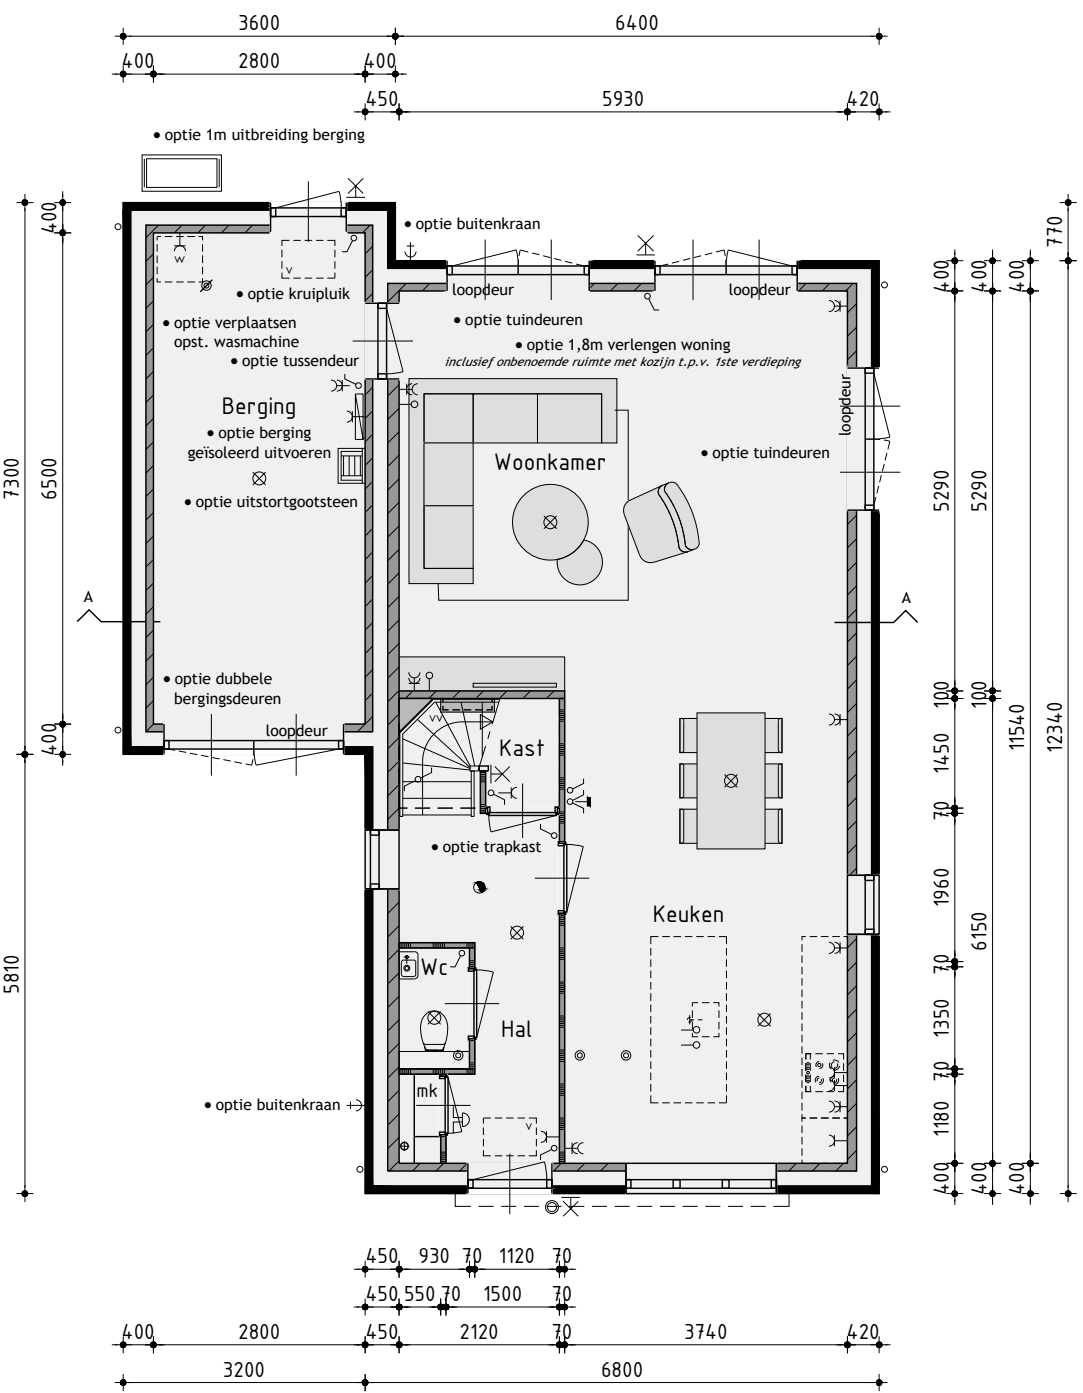 3600 6400
400 2800 400
450 5930 420
• optie 1m uitbreiding berging
400
770
• optie buitenkraan
400 400 400
loopdeur loopdeur
• optie kruipluik
w
v
• optie verplaatsen
opst. wasmachine
• optie tuindeuren
• optie 1,8m verlengen woning
inclusief onbenoemde ruimte met kozijn t.p.v. 1ste verdieping
• optie tussendeur
loopdeur
Berging
• optie berging
geïsoleerd uitvoeren
Woonkamer
• optie tuindeuren
7300
6500
5290
5290
• optie uitstortgootsteen
A
A
• optie dubbele
bergingsdeuren
loopdeur
100
100
vv
Kast
400
1450
11540
12340
70
• optie trapkast
1960
Keuken
6150
5810
Wc
70
1350
Hal
70
mk
• optie buitenkraan
1180
v
400 400 400
450 930 70 1120 70
450 550 70 1500 70
400 2800 450 2120 70 3740 420
3200 6800